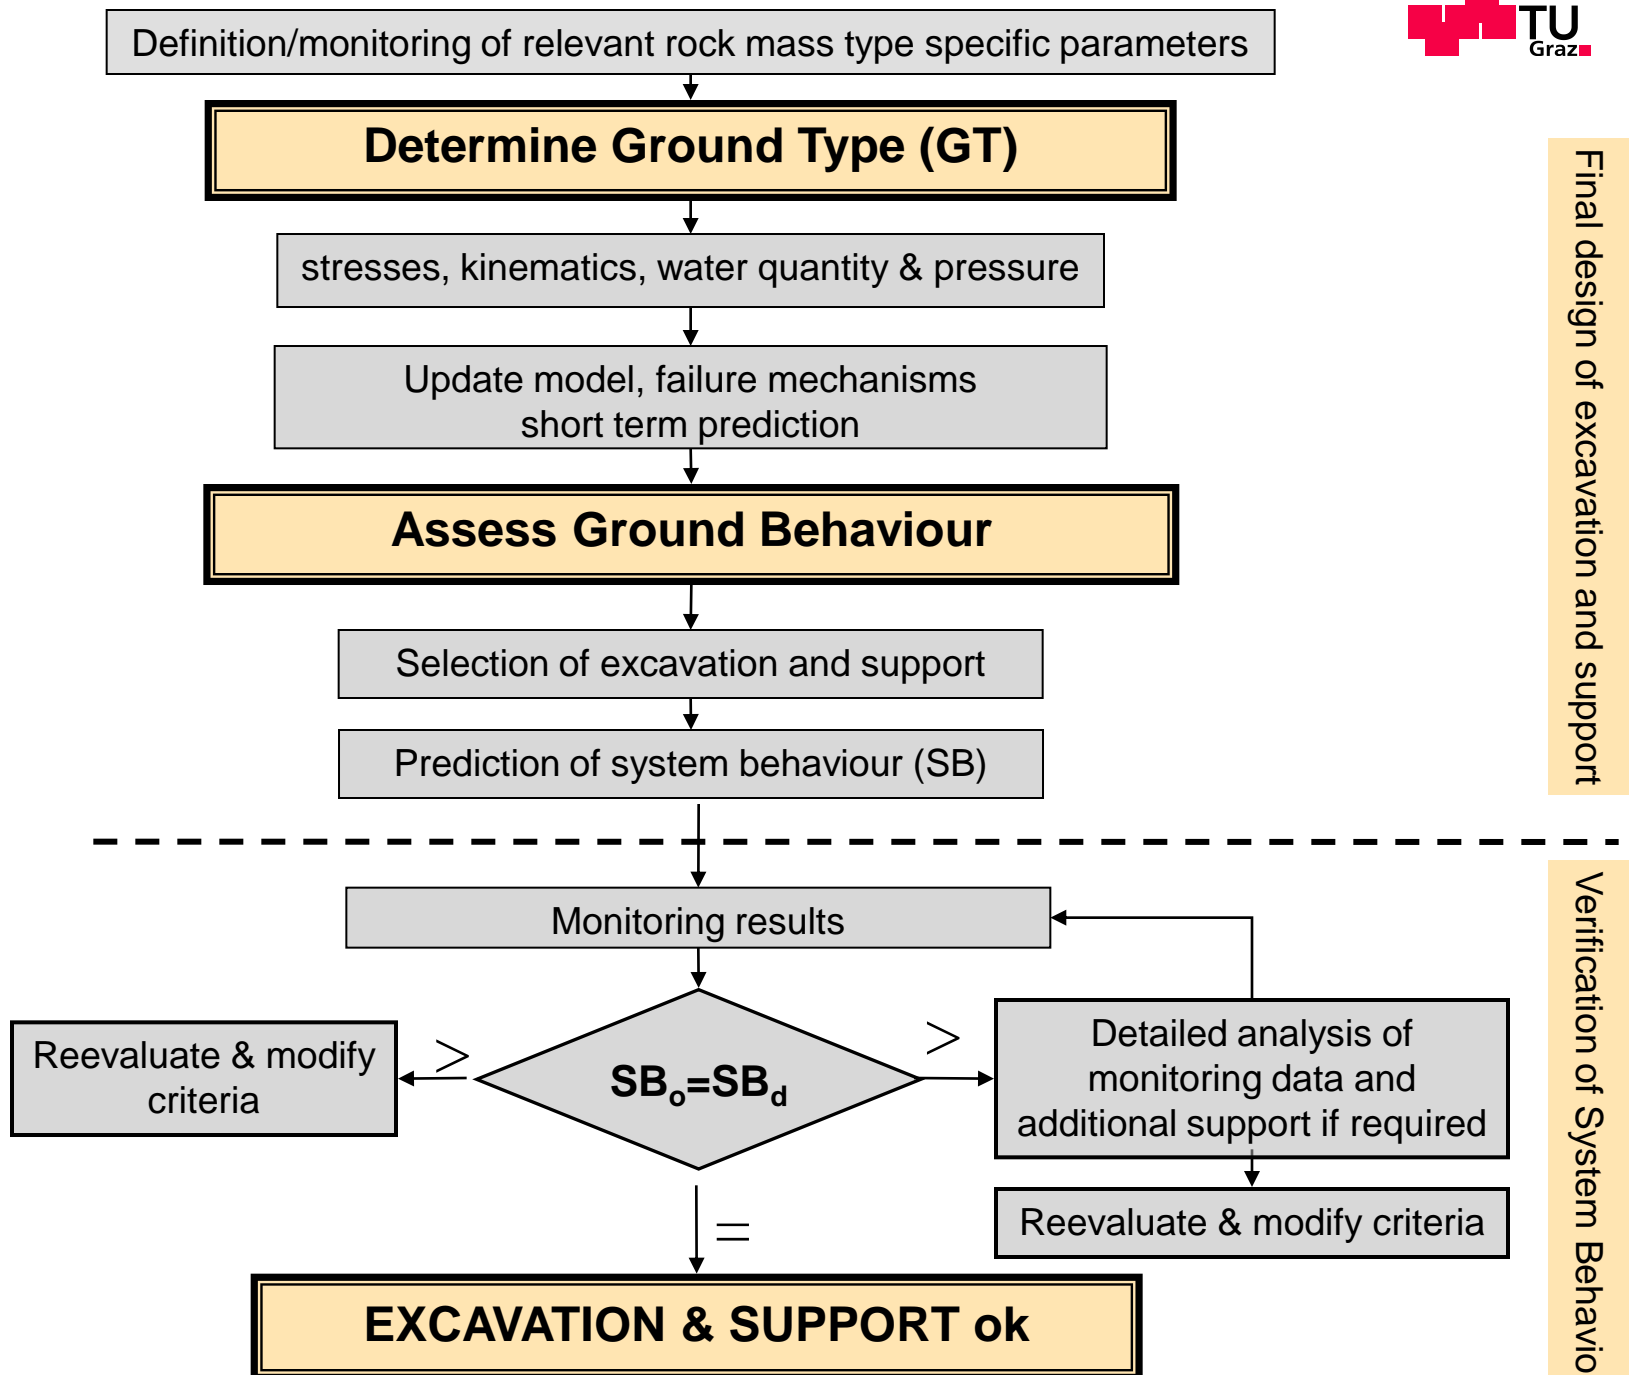 TU
Graz
Definition/monitoring of relevant rock mass type specific parameters
Determine Ground Type (GT)
stresses, kinematics, water quantity & pressure
Update model, failure mechanisms
short term prediction
Assess Ground Behaviour
Selection of excavation and support
Prediction of system behaviour (SB)
Final design of excavation and support
Monitoring results
Reevaluate & modify
criteria
>
SBo=SBd
>
Detailed analysis of
monitoring data and
additional support if required
Reevaluate & modify criteria
=
EXCAVATION & SUPPORT ok
Verification of System Behavio